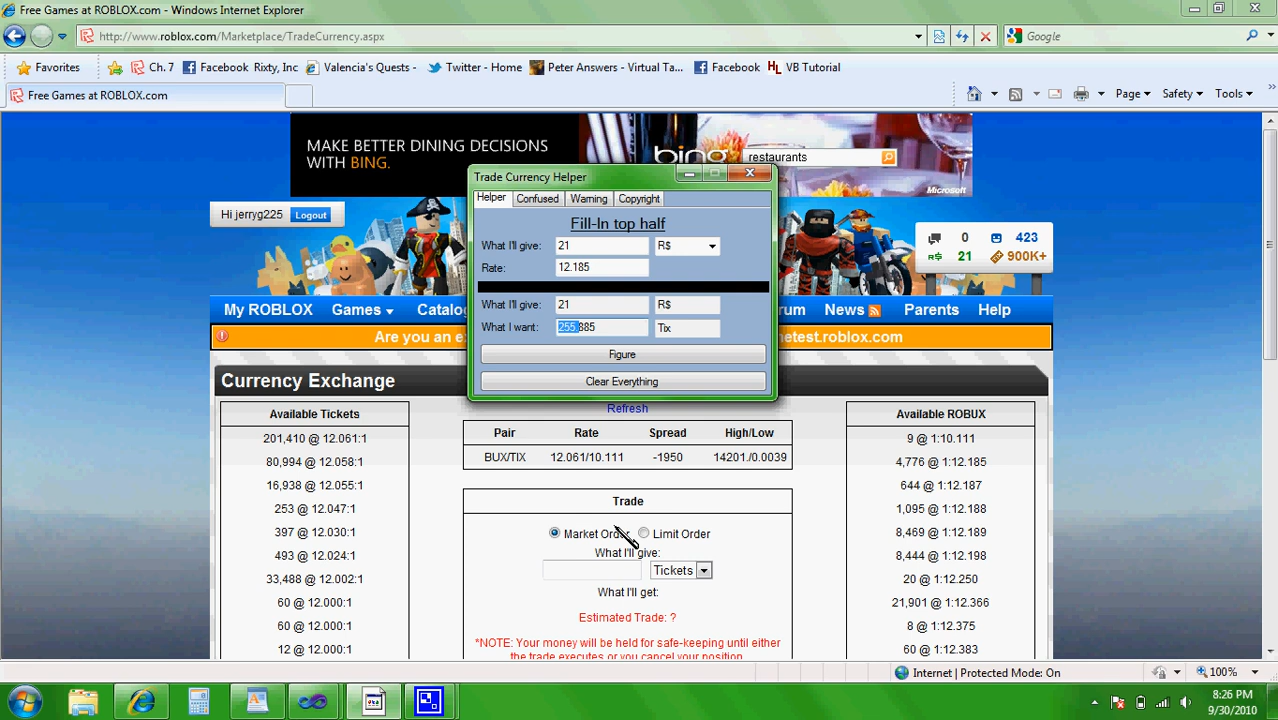 Free Games at ROBLOX.com - Windows Internet Explorer
http://www.roblox.com/Marketplace/TradeCurrency.aspx
Google
Favorites
Ch. 7
Facebook Rixty, Inc
Valencia's Quests -
Twitter - Home
Peter Answers - Virtual Ta...
Facebook
VB Tutorial
Free Games at ROBLOX.com
Page
Safety
Tools
MAKE BETTER DINING DECISIONS
WITH BING.
bing
restaurants
Microsoft
Hi jerryg225
Logout
0
423
R$
21
900K+
My ROBLOX
Games
Catalo
rum
News
Parents
Help
Are you an e
netest.roblox.com
Trade Currency Helper
Helper
Confused
Warning
Copyright
Fill-In top half
What I'll give:
21
R$
Rate:
12.185
What I'll give:
21
R$
What I want:
255.885
Tix
Figure
Clear Everything
Currency Exchange
Available Tickets
201,410 @ 12.061:1
80,994 @ 12.058:1
16,938 @ 12.055:1
253 @ 12.047:1
397 @ 12.030:1
493 @ 12.024:1
33,488 @ 12.002:1
60 @ 12.000:1
60 @ 12.000:1
12 @ 12.000:1
Refresh
Pair Rate Spread High/Low
BUX/TIX 12.061/10.111 -1950 14201./0.0039
Trade
Market Order
Limit Order
What I'll give:
Tickets
What I'll get:
Estimated Trade: ?
*NOTE: Your money will be held for safe-keeping until either
the trade executes or you cancel your position.
Available ROBUX
9 @ 1:10.111
4,776 @ 1:12.185
644 @ 1:12.187
1,095 @ 1:12.188
8,469 @ 1:12.189
8,444 @ 1:12.198
20 @ 1:12.250
21,901 @ 1:12.366
8 @ 1:12.375
60 @ 1:12.383
Internet | Protected Mode: On
100%
8:26 PM
9/30/2010